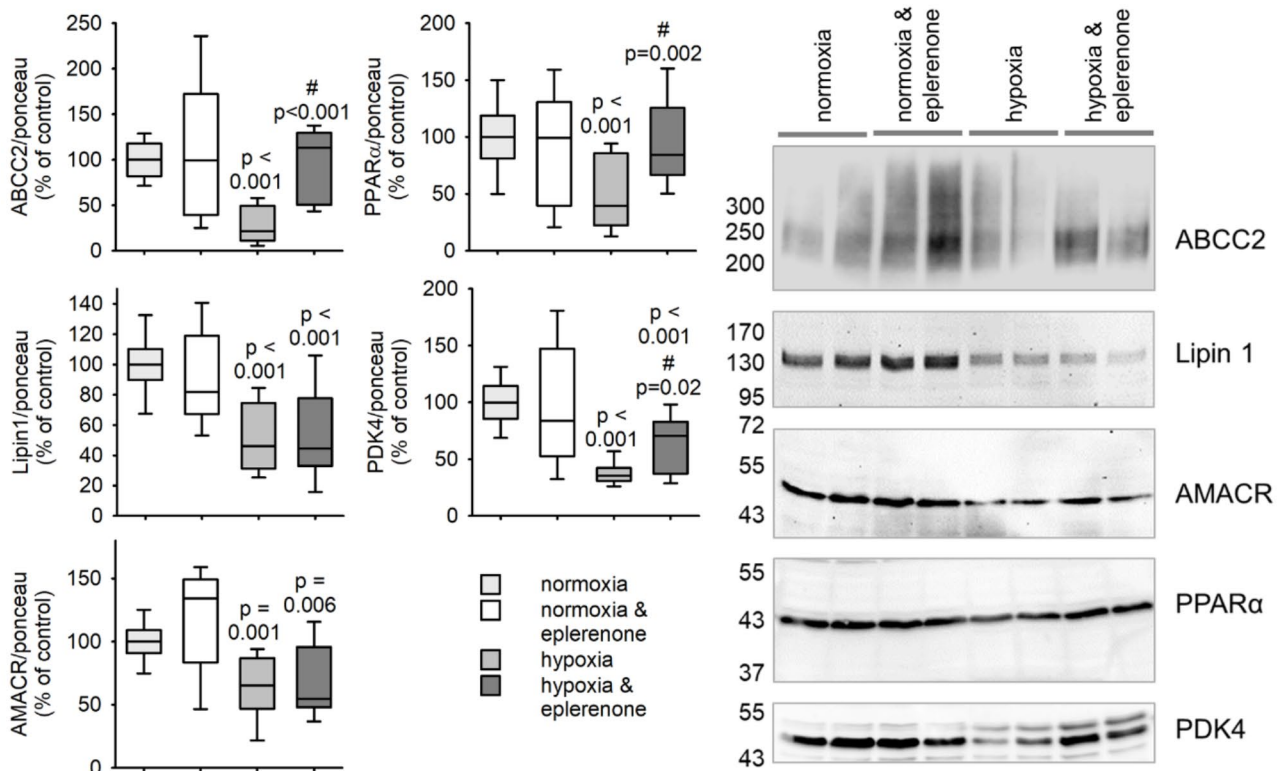 ABCC2/ponceau
(% of control)
250
200
150
100
50
0
p <
0.001
#
p<0.001
PPARα/ponceau
(% of control)
200
150
100
50
0
p <
0.001
#
p=0.002
Lipin1/ponceau
(% of control)
140
120
100
80
60
40
20
0
p <
0.001
p <
0.001
PDK4/ponceau
(% of control)
200
150
100
50
0
p <
0.001
p <
0.001
#
p=0.02
AMACR/ponceau
(% of control)
150
100
50
0
p =
0.001
p =
0.006
normoxia
normoxia &
eplerenone
hypoxia
hypoxia &
eplerenone
normoxia
normoxia &
eplerenone
hypoxia
hypoxia &
eplerenone
300
250
200
ABCC2
170
130
95
Lipin 1
72
55
43
AMACR
55
43
37
PPARα
55
43
PDK4